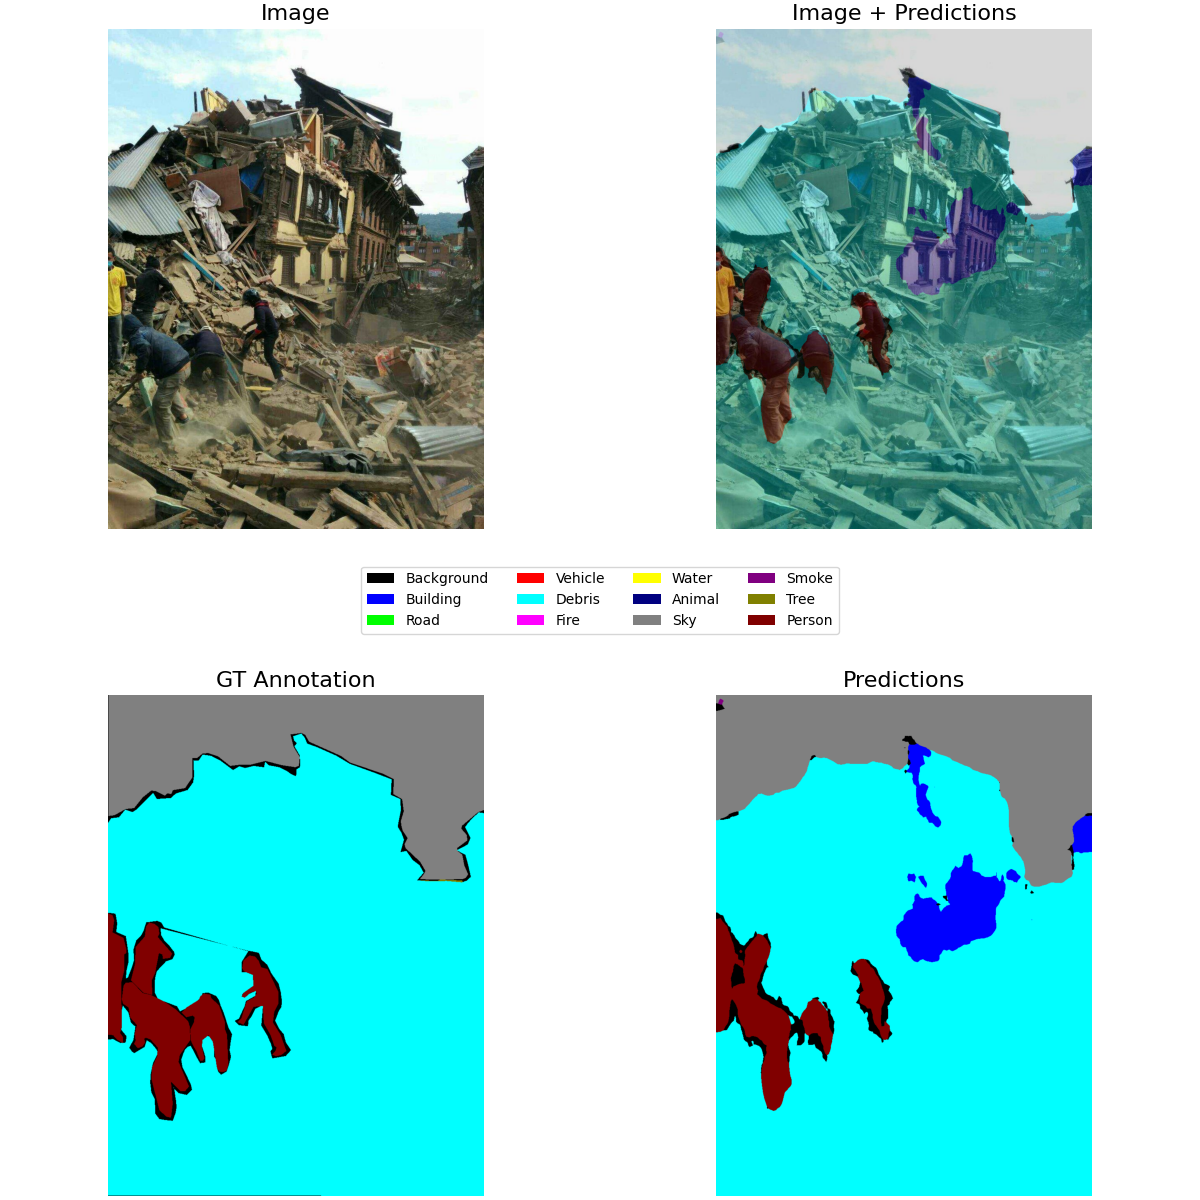 Image
Image + Predictions
Background
Vehicle
Water
Smoke
Building
Debris
Animal
Tree
Road
Fire
Sky
Person
GT Annotation
Predictions